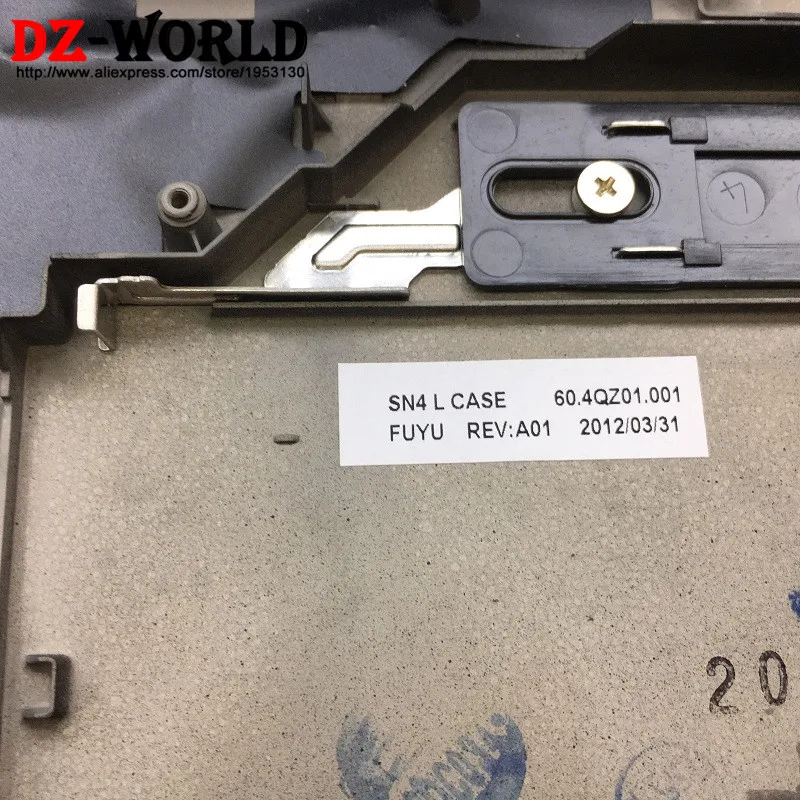 DZ-WORLD
http://www.aliexpress.com/store/1953130
4
SN4 L CASE 60.4QZ01.001
FUYU REV:A01 2012/03/31
20